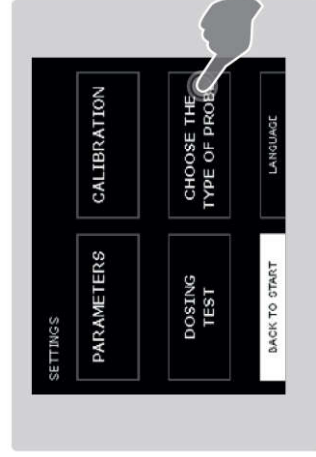 SETTINGS
PARAMETERS
CALIBRATION
DOSING
TEST
CHOOSE THE
TYPE OF PROB
BACK TO START
LANGUAGE